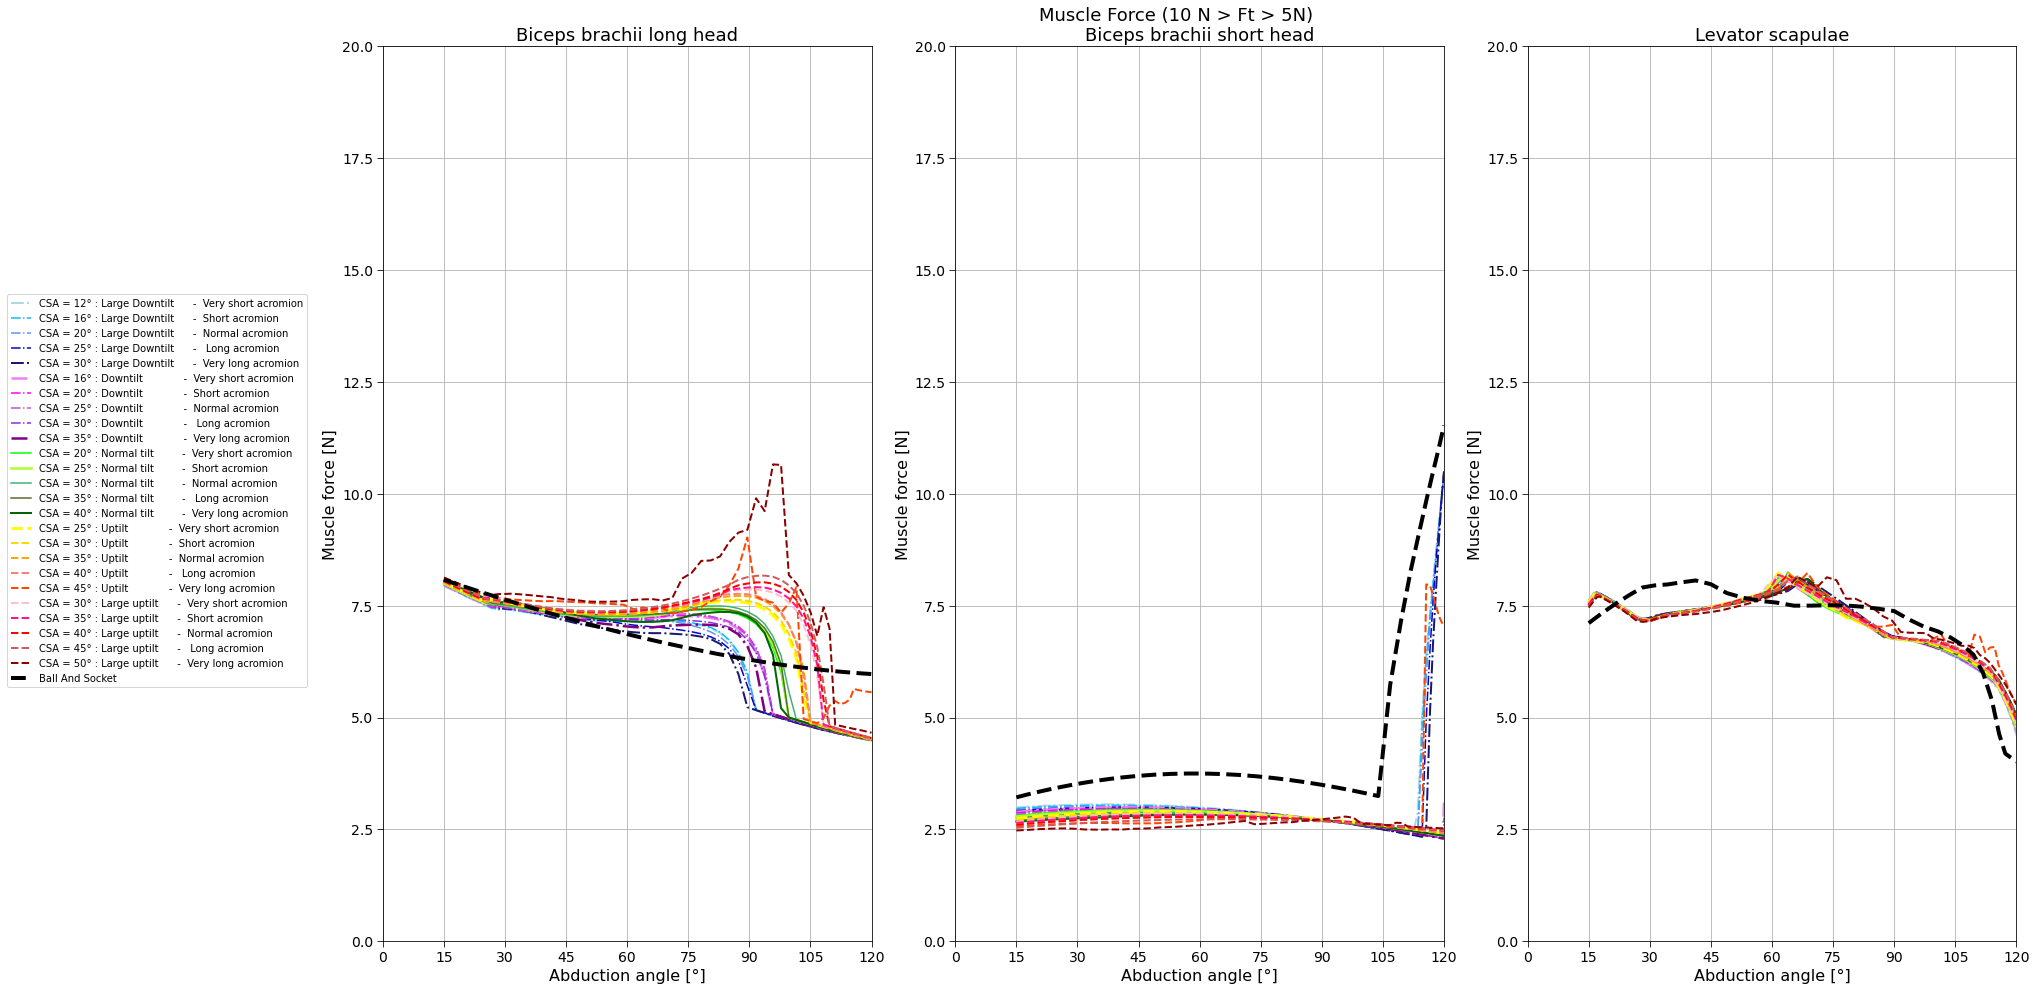 Muscle Force (10 N > Ft > 5N)
Biceps brachii long head
Biceps brachii short head
Levator scapulae
CSA = 12° : Large Downtilt - Very short acromion
CSA = 16° : Large Downtilt - Short acromion
CSA = 20° : Large Downtilt - Normal acromion
CSA = 25° : Large Downtilt - Long acromion
CSA = 30° : Large Downtilt - Very long acromion
CSA = 16° : Downtilt - Very short acromion
CSA = 20° : Downtilt - Short acromion
CSA = 25° : Downtilt - Normal acromion
CSA = 30° : Downtilt - Long acromion
CSA = 35° : Downtilt - Very long acromion
CSA = 20° : Normal tilt - Very short acromion
CSA = 25° : Normal tilt - Short acromion
CSA = 30° : Normal tilt - Normal acromion
CSA = 35° : Normal tilt - Long acromion
CSA = 40° : Normal tilt - Very long acromion
CSA = 25° : Uptilt - Very short acromion
CSA = 30° : Uptilt - Short acromion
CSA = 35° : Uptilt - Normal acromion
CSA = 40° : Uptilt - Long acromion
CSA = 45° : Uptilt - Very long acromion
CSA = 30° : Large uptilt - Very short acromion
CSA = 35° : Large uptilt - Short acromion
CSA = 40° : Large uptilt - Normal acromion
CSA = 45° : Large uptilt - Long acromion
CSA = 50° : Large uptilt - Very long acromion
Ball And Socket
Muscle force [N]
20.0
17.5
15.0
12.5
10.0
7.5
5.0
2.5
0.0
0 15 30 45 60 75 90 105 120
Abduction angle [°]
Muscle force [N]
20.0
17.5
15.0
12.5
10.0
7.5
5.0
2.5
0.0
0 15 30 45 60 75 90 105 120
Abduction angle [°]
Muscle force [N]
20.0
17.5
15.0
12.5
10.0
7.5
5.0
2.5
0.0
0 15 30 45 60 75 90 105 120
Abduction angle [°]